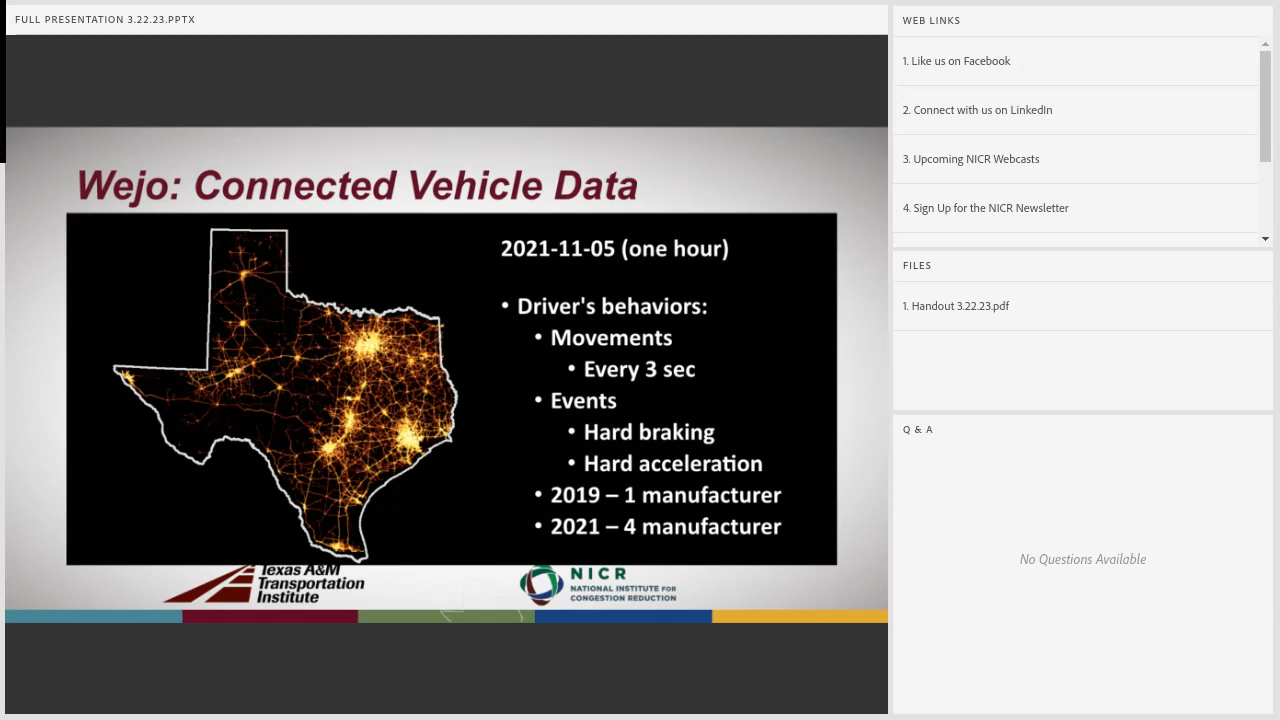 FULL PRESENTATION 3.22.23.PPTX
Wejo: Connected Vehicle Data
2021-11-05 (one hour)
• Driver's behaviors:
• Movements
• Every 3 sec
• Events
• Hard braking
• Hard acceleration
• 2019 – 1 manufacturer
• 2021 – 4 manufacturer
Texas A&M
Transportation
Institute
NICR
NATIONAL INSTITUTE FOR
CONGESTION REDUCTION
WEB LINKS
1. Like us on Facebook
2. Connect with us on LinkedIn
3. Upcoming NICR Webcasts
4. Sign Up for the NICR Newsletter
FILES
1. Handout 3.22.23.pdf
Q & A
No Questions Available